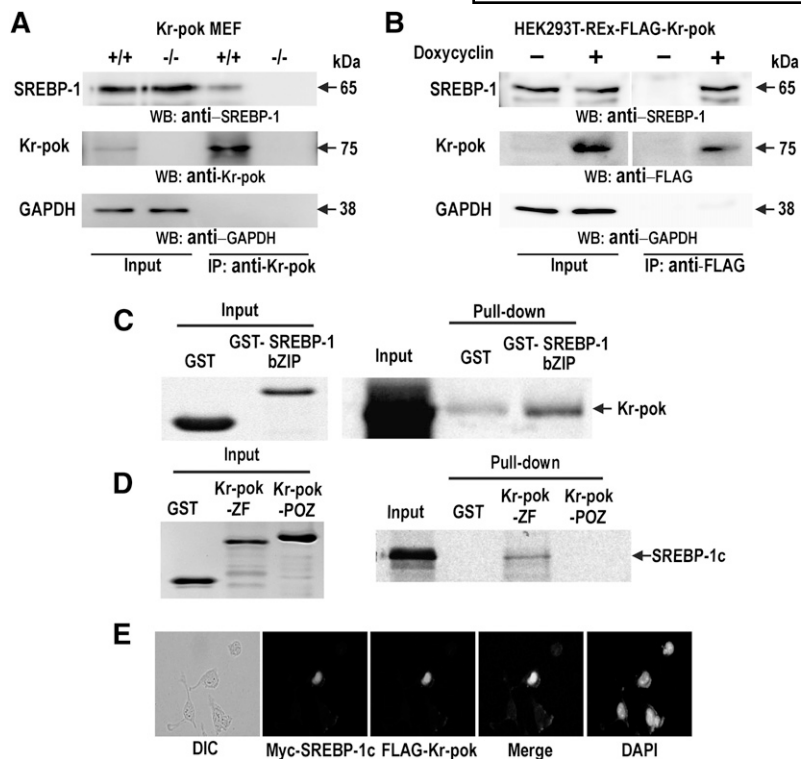 A
Kr-pok MEF
+/+ -/- +/+ -/-
kDa
SREBP-1
65
WB: anti–SREBP-1
Kr-pok
75
WB: anti-Kr-pok
GAPDH
38
WB: anti–GAPDH
Input IP: anti-Kr-pok
B
HEK293T-REx-FLAG-Kr-pok
Doxycyclin − + − +
kDa
SREBP-1
65
WB: anti–SREBP-1
Kr-pok
75
WB: anti–FLAG
GAPDH
38
WB: anti–GAPDH
Input IP: anti-FLAG
C
Input
GST
GST- SREBP-1
bZIP
Pull-down
Input
GST
GST- SREBP-1
bZIP
Kr-pok
D
Input
GST
Kr-pok
-ZF
Kr-pok
-POZ
Pull-down
Input
GST
Kr-pok
-ZF
Kr-pok
-POZ
SREBP-1c
E
DIC Myc-SREBP-1c FLAG-Kr-pok Merge DAPI